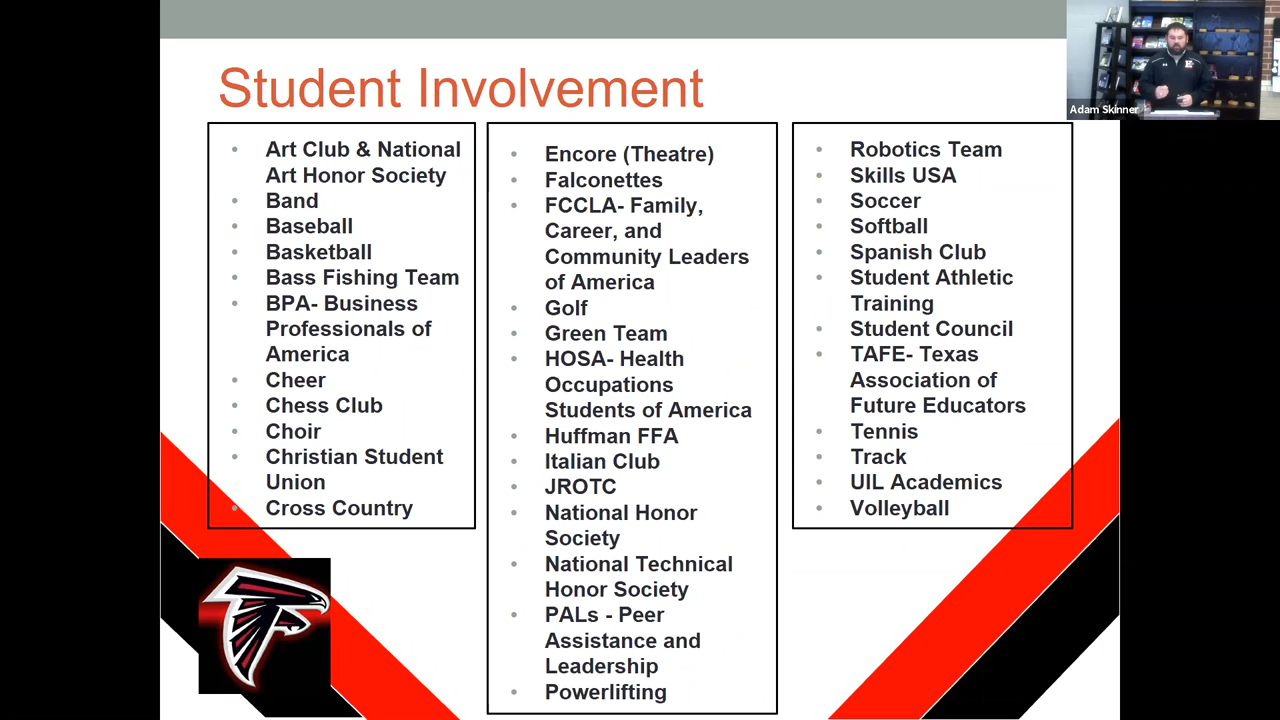 Student Involvement
Adam Skinner
Art Club & National
Art Honor Society
Band
Baseball
Basketball
Bass Fishing Team
BPA- Business
Professionals of
America
Cheer
Chess Club
Choir
Christian Student
Union
Cross Country
Encore (Theatre)
Falconettes
FCCLA- Family,
Career, and
Community Leaders
of America
Golf
Green Team
HOSA- Health
Occupations
Students of America
Huffman FFA
Italian Club
JROTC
National Honor
Society
National Technical
Honor Society
PALs - Peer
Assistance and
Leadership
Powerlifting
Robotics Team
Skills USA
Soccer
Softball
Spanish Club
Student Athletic
Training
Student Council
TAFE- Texas
Association of
Future Educators
Tennis
Track
UIL Academics
Volleyball